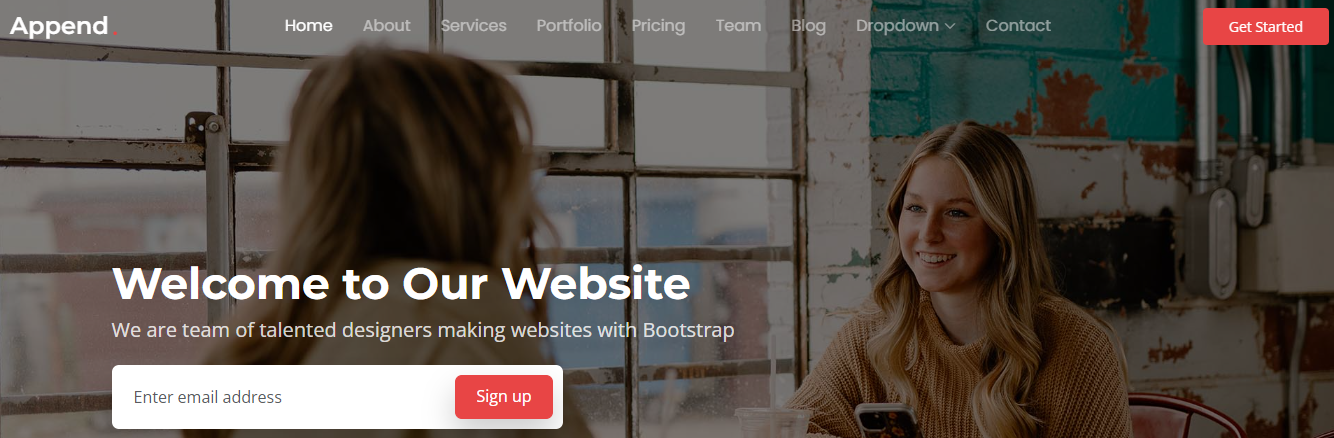 Append.
Home About Services Portfolio Pricing Team Blog Dropdown Contact
Get Started
Welcome to Our Website
We are team of talented designers making websites with Bootstrap
Enter email address
Sign up